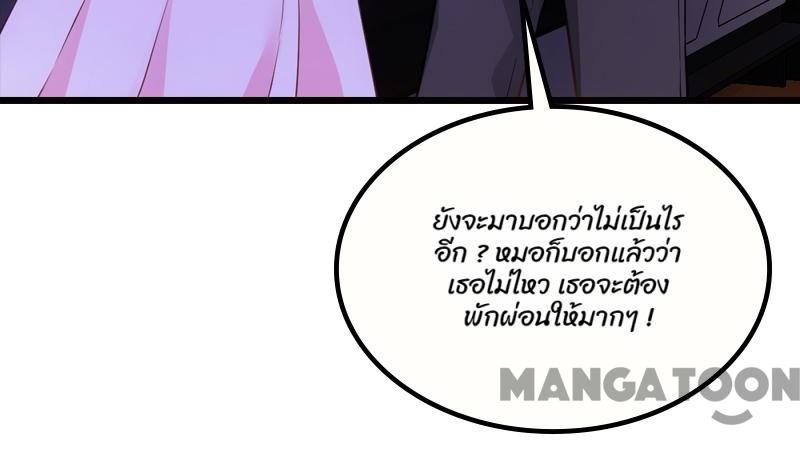 ยังจะมาบอกว่าไม่เป็นไร
อีก ? หมอก็บอกแล้วว่า
เธอไม่ไหว เธอจะต้อง
พักผ่อนให้มากๆ !
MANGATOON